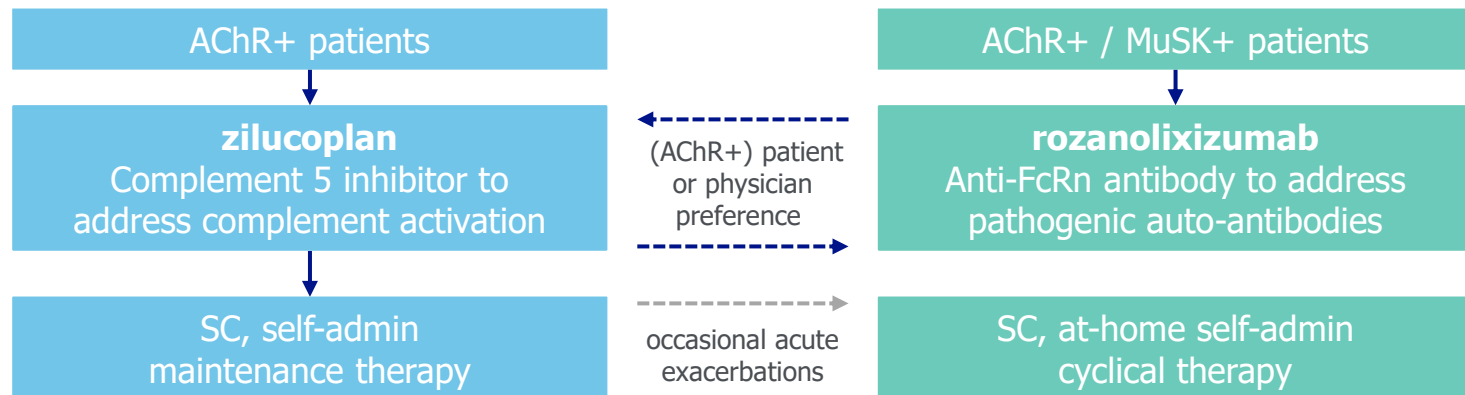 AChR+ patients
zilucoplan
Complement 5 inhibitor to
address complement activation
SC, self-admin
maintenance therapy
(AChR+) patient
or physician
preference
occasional acute
exacerbations
AChR+ / MuSK+ patients
rozanolixizumab
Anti-FcRn antibody to address
pathogenic auto-antibodies
SC, at-home self-admin
cyclical therapy